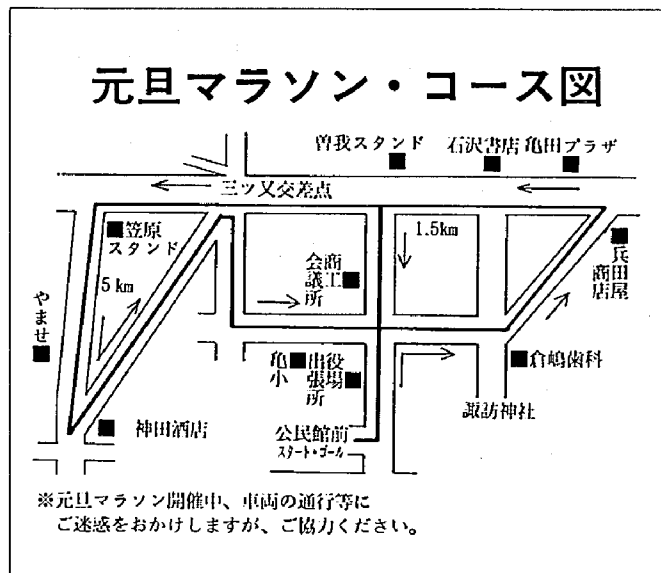 元旦マラソン・コース図
曽我スタンド
石沢書店
亀田プラザ
三ッ又交差点
■笠原
スタンド
1.5km
兵田屋
商店
商工
会議所
5km
やませ
亀小
役場
出張所
倉嶋歯科
諏訪神社
神田酒店
公民館前
スタート・ゴール
※元旦マラソン開催中、車両の通行等に
ご迷惑をおかけしますが、ご協力ください。